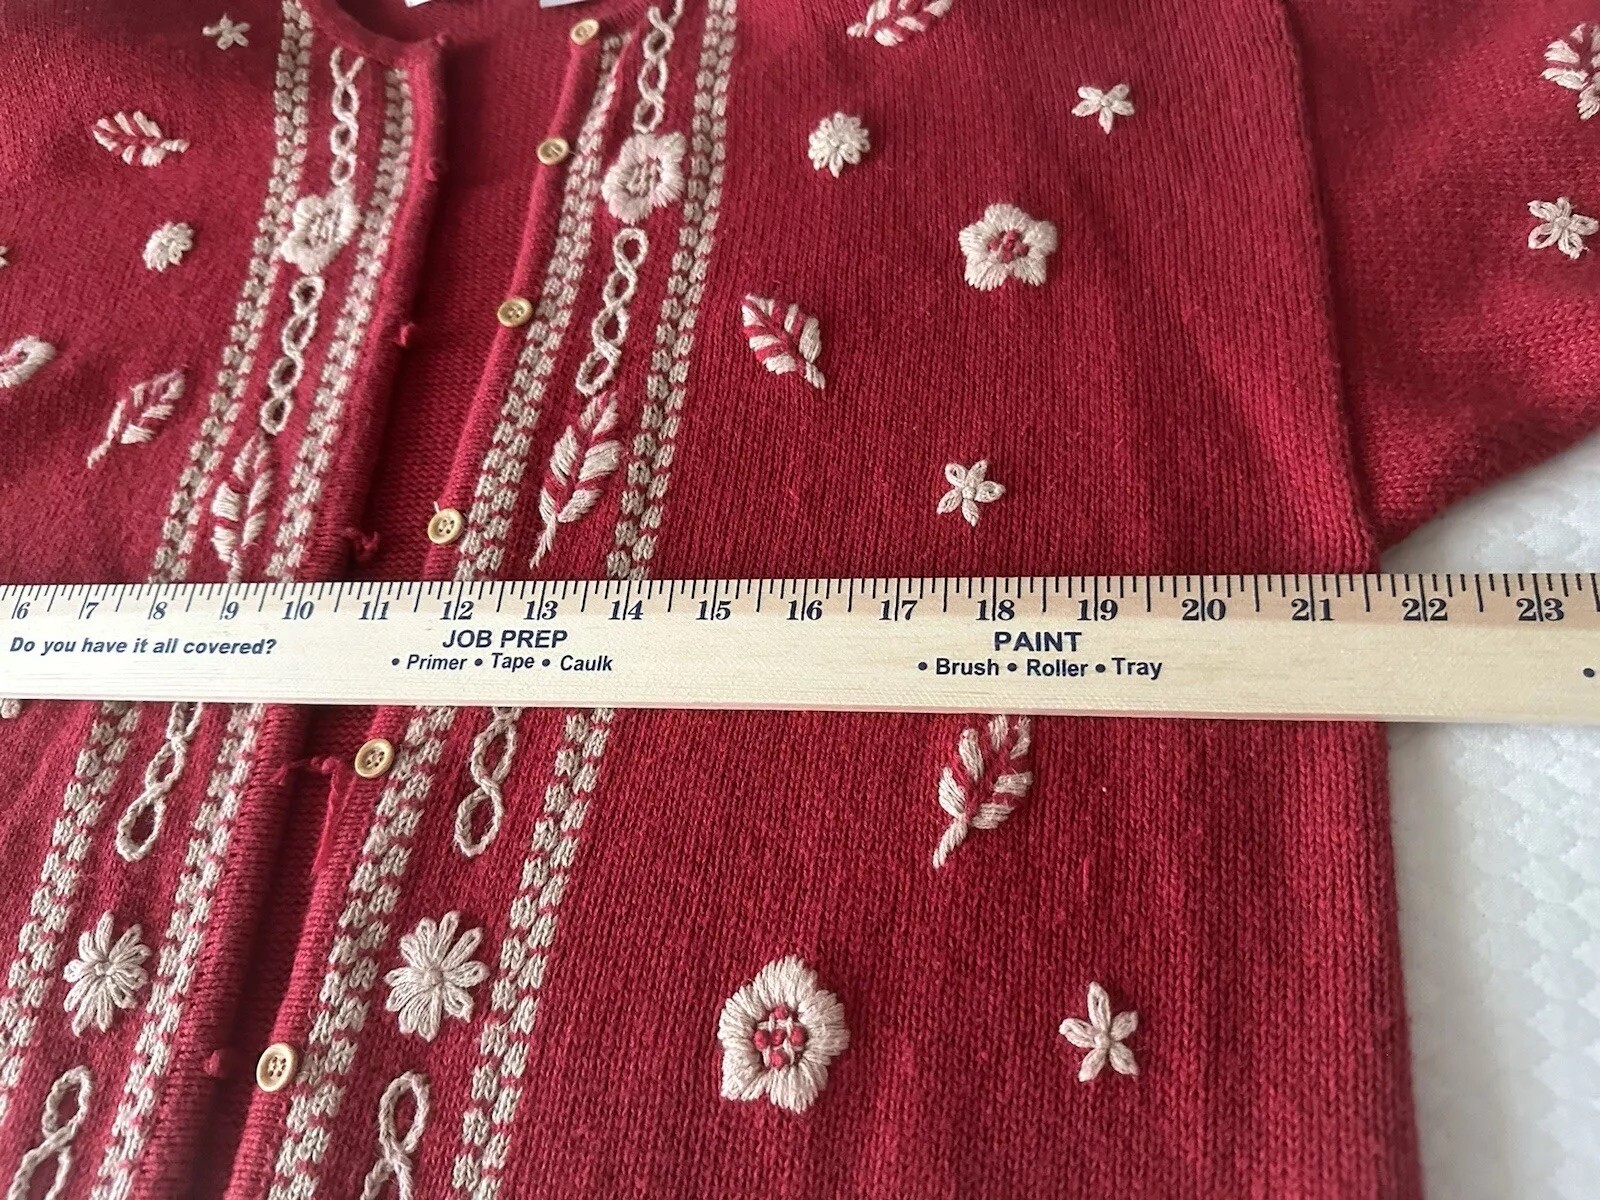 6 7 8 9 10 11 12 13 14 15 16 17 18 19 20 21 22 23
Do you have it all covered?
JOB PREP
• Primer • Tape • Caulk
PAINT
• Brush • Roller • Tray